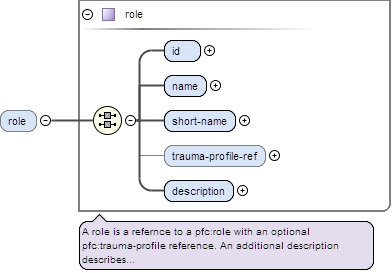 role
id
name
role
short-name
trauma-profile-ref
description
A role is a refernce to a pfc:role with an optional
pfc:trauma-profile reference. An additional description
describes...